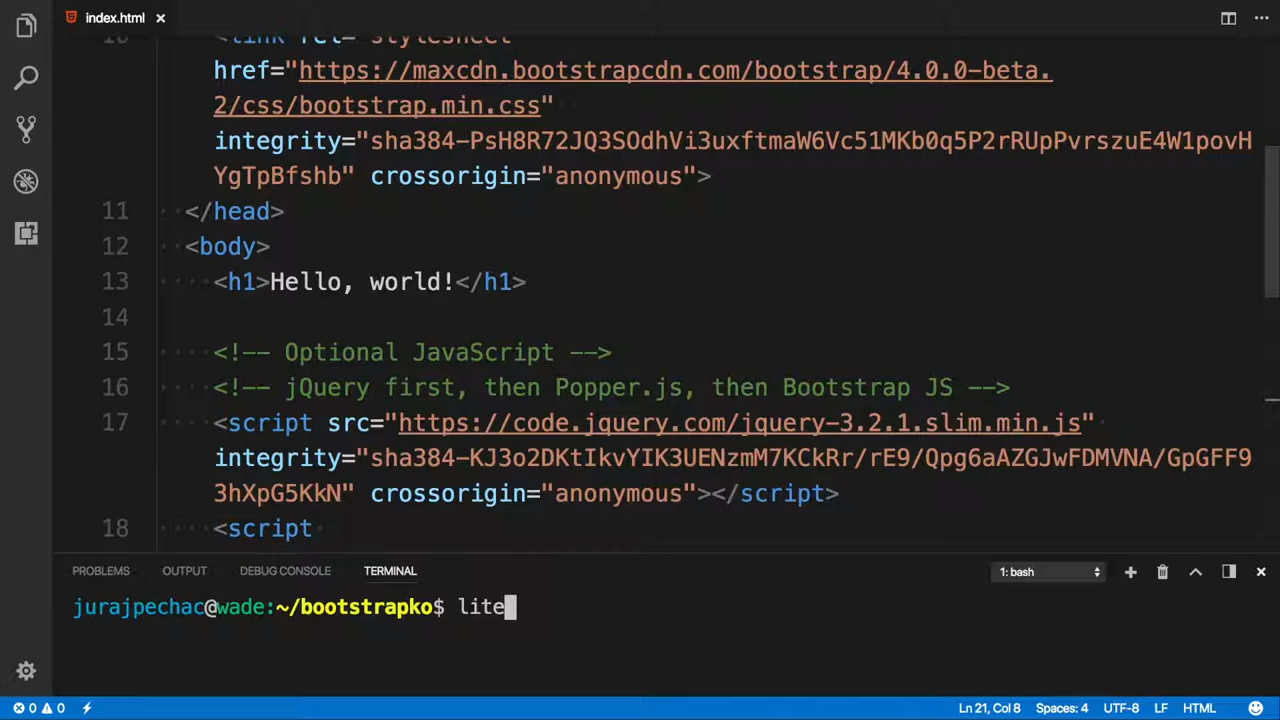 index.html
10 <link rel="stylesheet"
href="https://maxcdn.bootstrapcdn.com/bootstrap/4.0.0-beta.
2/css/bootstrap.min.css"
integrity="sha384-PsH8R72JQ3SOdhVi3uxftmaW6Vc51MKb0q5P2rRUpPvrszuE4W1povH
YgTpBfshb" crossorigin="anonymous">
11 </head>
12 <body>
13 <h1>Hello, world!</h1>
14
15 <!-- Optional JavaScript -->
16 <!-- jQuery first, then Popper.js, then Bootstrap JS -->
17 <script src="https://code.jquery.com/jquery-3.2.1.slim.min.js"
integrity="sha384-KJ3o2DKtIkvYIK3UENzmM7KCkRr/rE9/Qpg6aAZGJwFDMVNA/GpGFF9
3hXpG5KkN" crossorigin="anonymous"></script>
18 <script
PROBLEMS OUTPUT DEBUG CONSOLE TERMINAL 1: bash
jurajpechac@wade:~/bootstrapko$ lite
0 0 Ln 21, Col 8 Spaces: 4 UTF-8 LF HTML